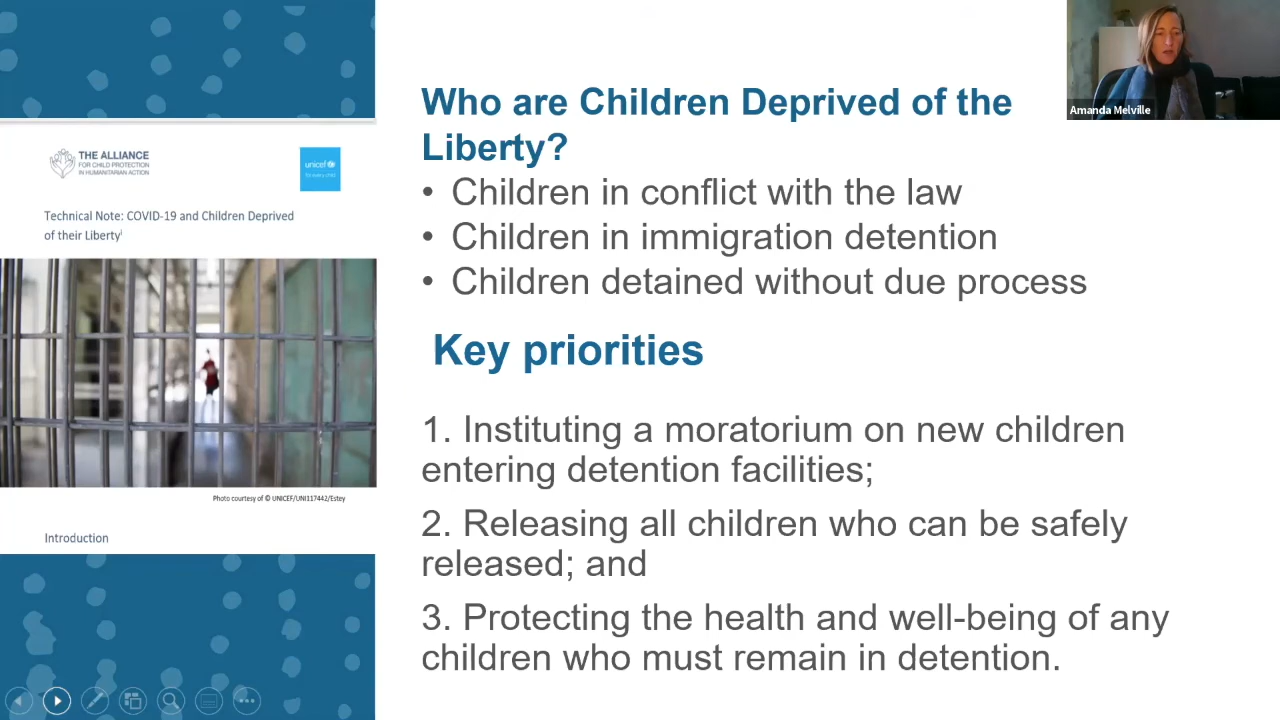 Who are Children Deprived of the
Liberty?
• Children in conflict with the law
• Children in immigration detention
• Children detained without due process
Key priorities
1. Instituting a moratorium on new children
entering detention facilities;
2. Releasing all children who can be safely
released; and
3. Protecting the health and well-being of any
children who must remain in detention.
THE ALLIANCE
FOR CHILD PROTECTION
IN HUMANITARIAN ACTION
unicef
for every child
Technical Note: COVID-19 and Children Deprived
of their Liberty
Photo courtesy of © UNICEF/UNI117442/Estey
Introduction
Amanda Melville